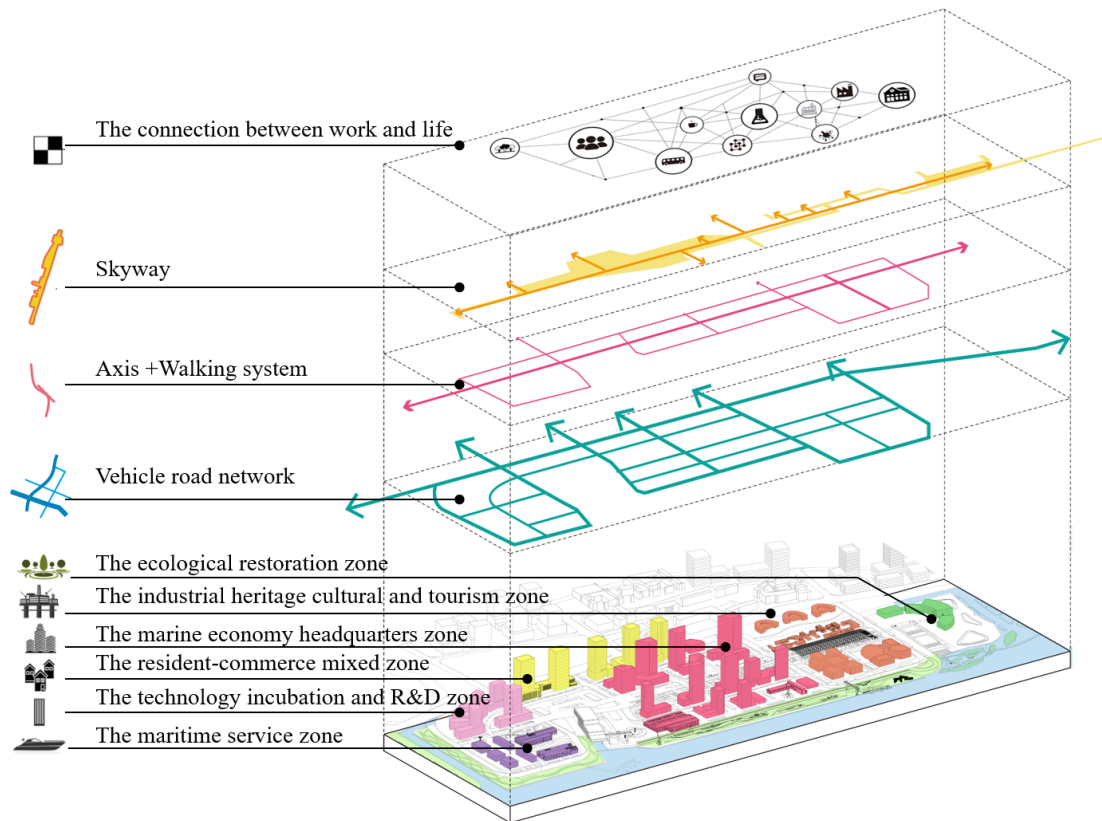 The connection between work and life
Skyway
Axis +Walking system
Vehicle road network
The ecological restoration zone
The industrial heritage cultural and tourism zone
The marine economy headquarters zone
The resident-commerce mixed zone
The technology incubation and R&D zone
The maritime service zone